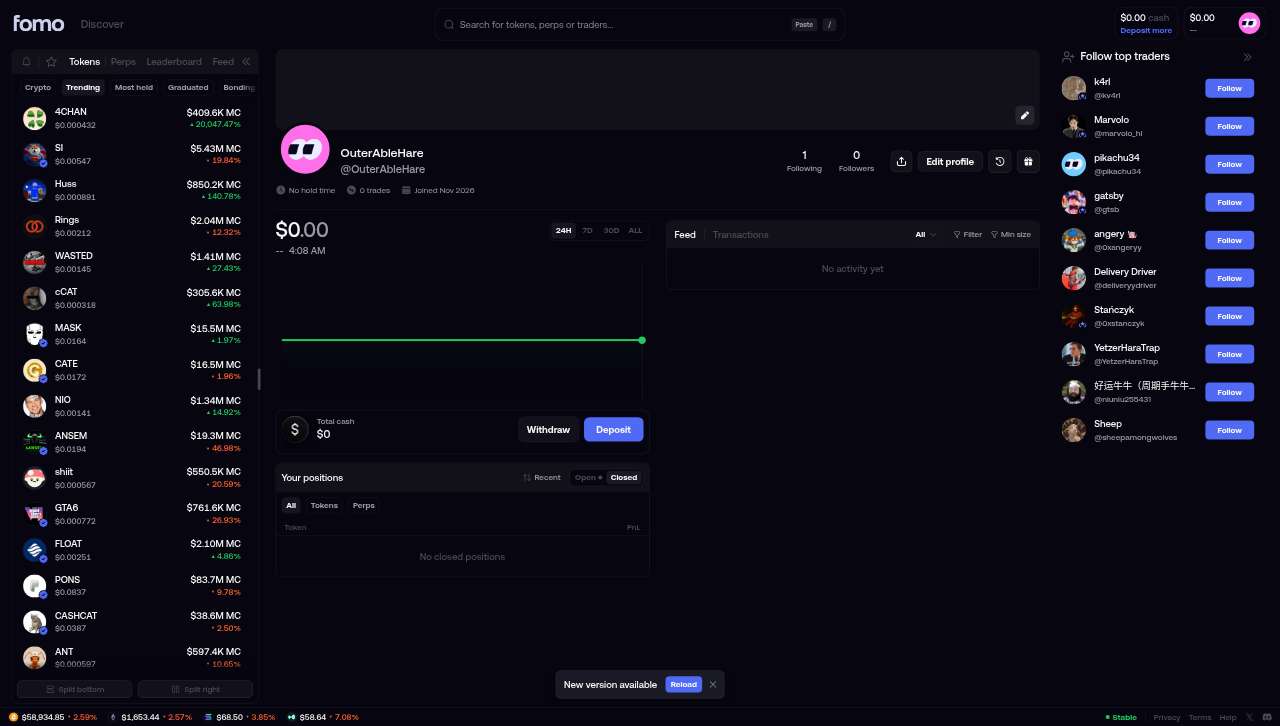 fomo
Discover
Search for tokens, perps or traders...
Paste
/
$0.00 cash
Deposit more
$0.00
—
Tokens
Perps
Leaderboard
Feed
Crypto
Trending
Most held
Graduated
Bonding
4CHAN
$409.6K MC
$0.000432
20,047.47%
SI
$5.43M MC
$0.00547
19.84%
Huss
$850.2K MC
$0.000891
140.78%
Rings
$2.04M MC
$0.00212
12.32%
WASTED
$1.41M MC
$0.00145
27.43%
cCAT
$305.6K MC
$0.000318
63.98%
MASK
$15.5M MC
$0.0164
1.97%
CATE
$16.5M MC
$0.0172
1.96%
NIO
$1.34M MC
$0.00141
14.92%
ANSEM
$19.3M MC
$0.0194
46.98%
shiit
$550.5K MC
$0.000567
20.59%
GTA6
$761.6K MC
$0.000772
26.93%
FLOAT
$2.10M MC
$0.00251
4.86%
PONS
$83.7M MC
$0.0837
9.78%
CASHCAT
$38.6M MC
$0.0387
2.50%
ANT
$597.4K MC
$0.000597
10.65%
Split bottom
Split right
OuterAbleHare
@OuterAbleHare
1
Following
0
Followers
Edit profile
No hold time
0 trades
Joined Nov 2026
$0.00
-- 4:08 AM
24H
7D
30D
ALL
$
Total cash
$0
Withdraw
Deposit
Your positions
Recent
Open
Closed
All
Tokens
Perps
Token
PnL
No closed positions
Feed
Transactions
All
Filter
Min size
No activity yet
Follow top traders
k4rl
@kv4rl
Follow
Marvolo
@marvolo_hl
Follow
pikachu34
@pikachu34
Follow
gatsby
@gtsb
Follow
angery
@0xangeryy
Follow
Delivery Driver
@deliveryydriver
Follow
Stańczyk
@0xstanczyk
Follow
YetzerHaraTrap
@YetzerHaraTrap
Follow
好运牛牛（周期手牛牛...
@niuniu255431
Follow
Sheep
@sheepamongwolves
Follow
New version available
Reload
$58,934.85 2.59%
$1,653.44 2.57%
$68.50 3.85%
$58.64 7.08%
Stable
Privacy
Terms
Help